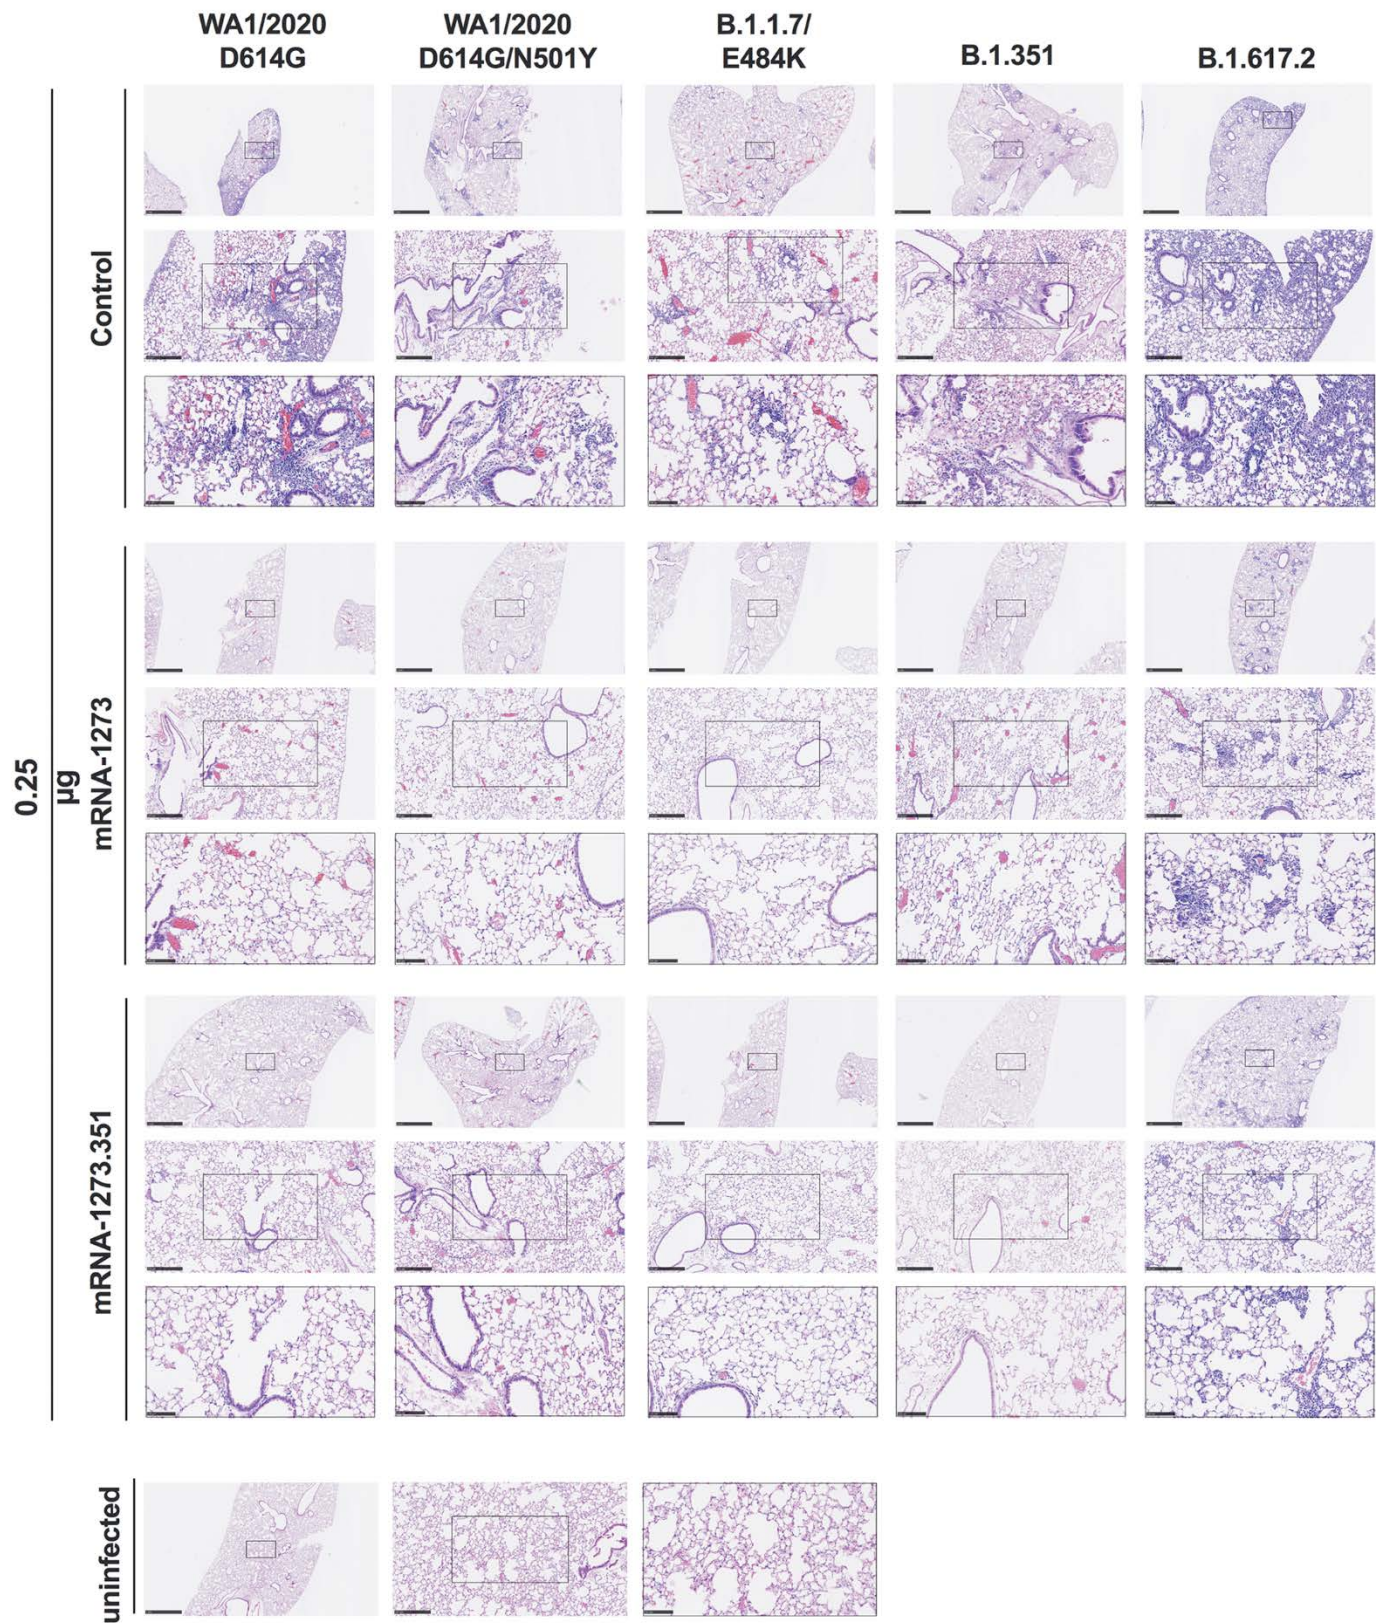 WA1/2020
D614G
WA1/2020
D614G/N501Y
B.1.1.7/
E484K
B.1.351
B.1.617.2
0.25
µg
Control
mRNA-1273
mRNA-1273.351
uninfected